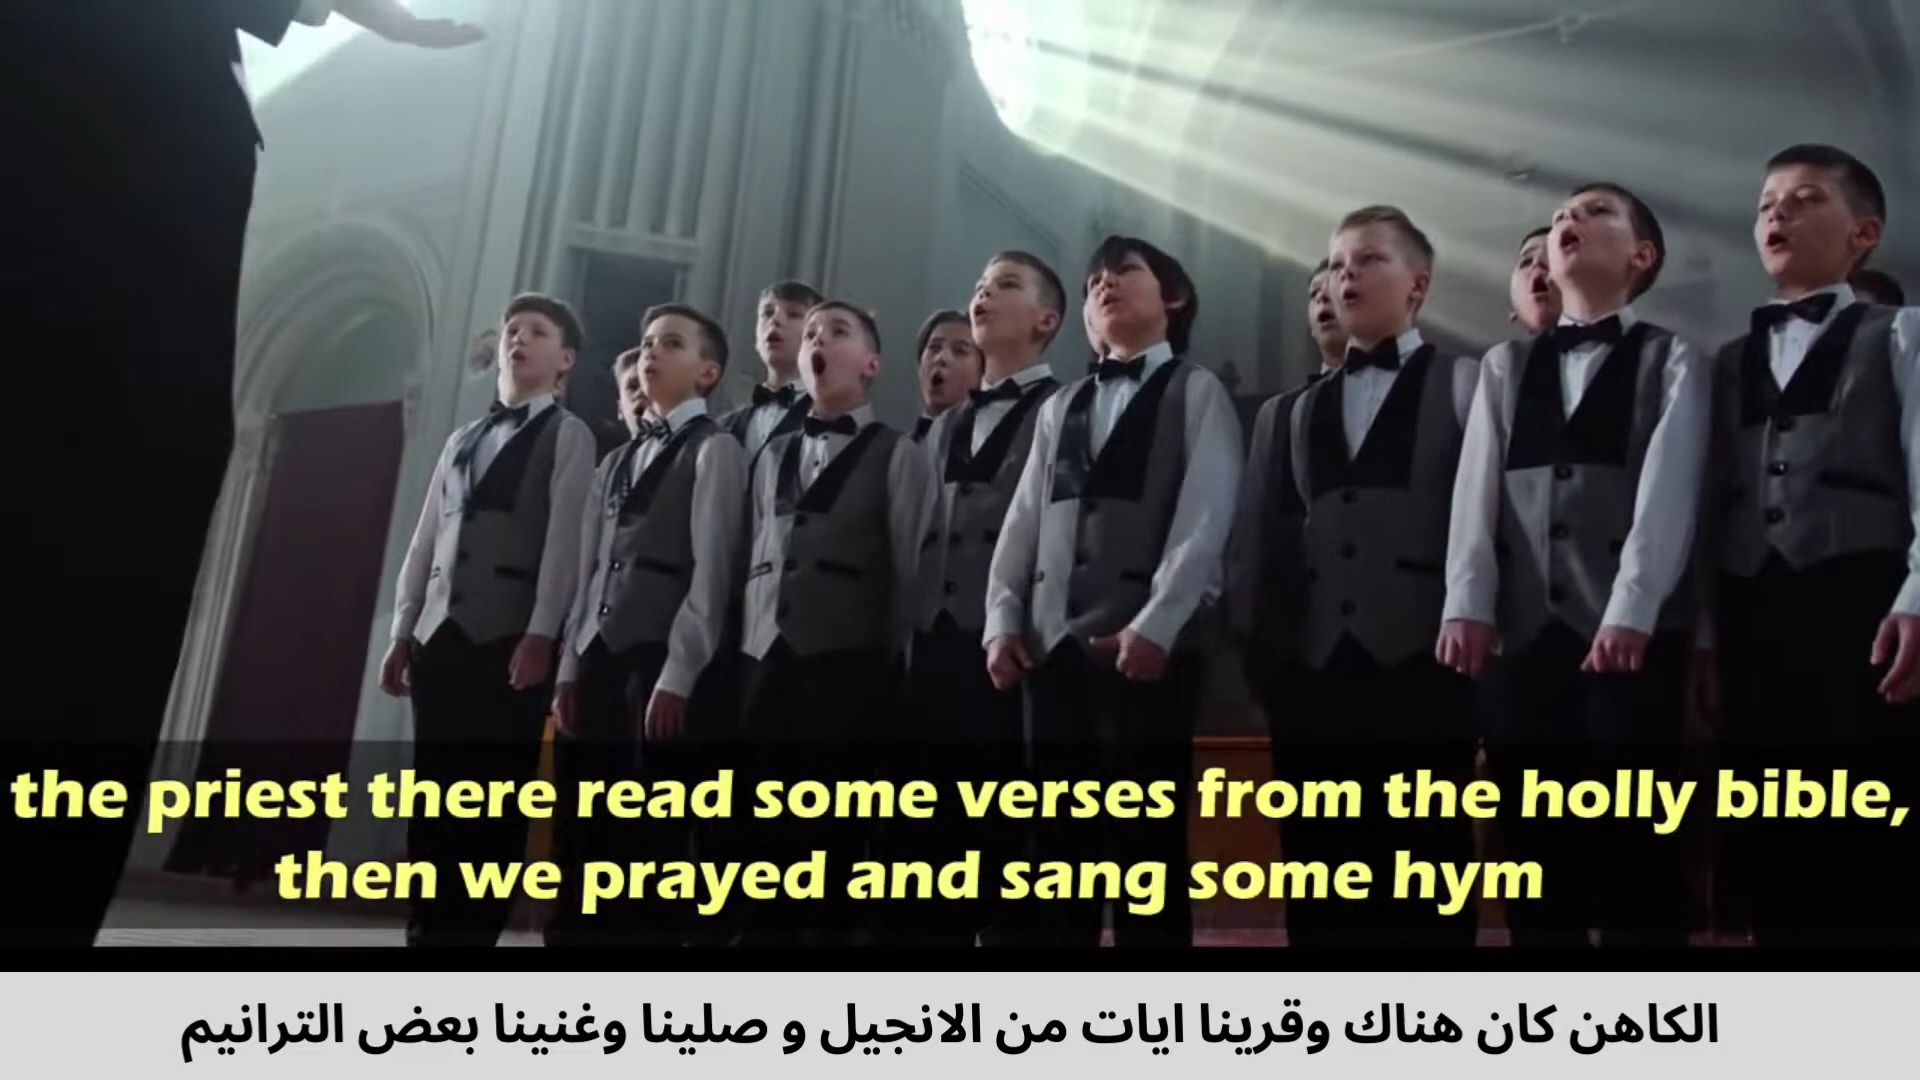 the priest there read some verses from the holly bible,
then we prayed and sang some hym
الكاهن كان هناك وقرينا ايات من الانجيل و صلينا وغنينا بعض الترانيم